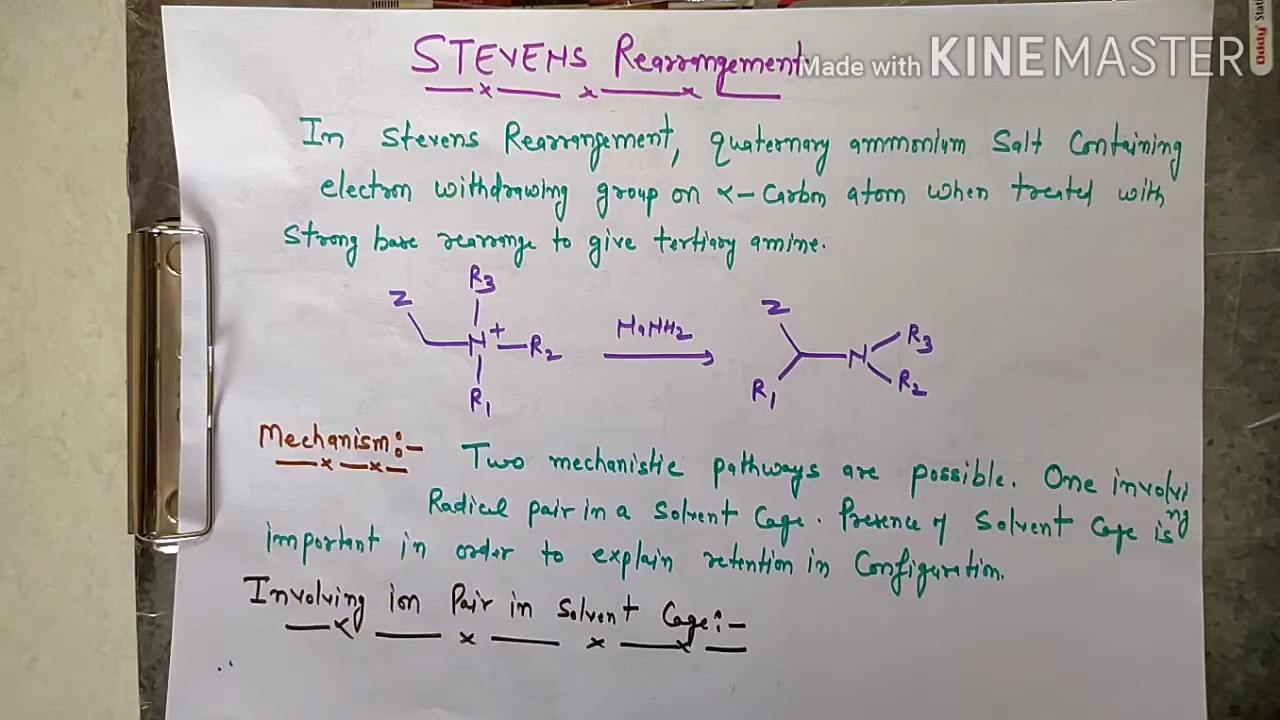 STEVENS Rearrangement
Made with KINEMASTER
Oddy Stati
In Stevens Rearrangement, quaternary ammonium Salt Containing
electron withdrawing group on α-Carbon atom when treated with
Strong base rearrange to give tertiary amine.
Z R3 N+ R2 R1 NaNH2 Z R1 N R3 R2
Mechanism:- Two mechanistic pathways are possible. One involving
Radical pair in a Solvent Cage. Presence of Solvent Cage is
important in order to explain retention in Configuration.
Involving ion Pair in Solvent Cage:-